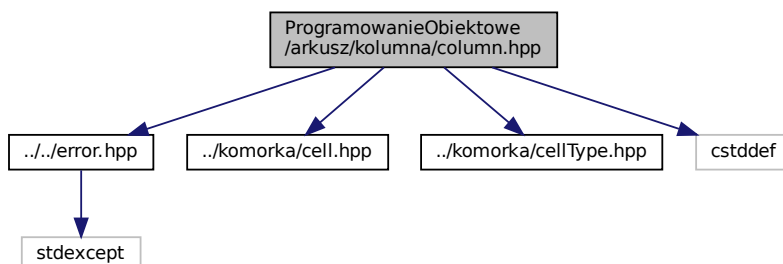 ProgramowanieObiektowe
/arkusz/kolumna/column.hpp
../../error.hpp
../komorka/cell.hpp
../komorka/cellType.hpp
cstddef
stdexcept